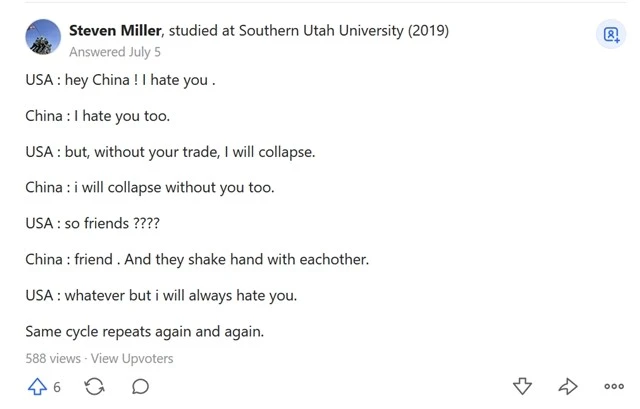 Steven Miller, studied at Southern Utah University (2019)
Answered July 5
USA : hey China ! I hate you .
China : I hate you too.
USA : but, without your trade, I will collapse.
China : i will collapse without you too.
USA : so friends ????
China : friend . And they shake hand with eachother.
USA : whatever but i will always hate you.
Same cycle repeats again and again.
588 views · View Upvoters
6